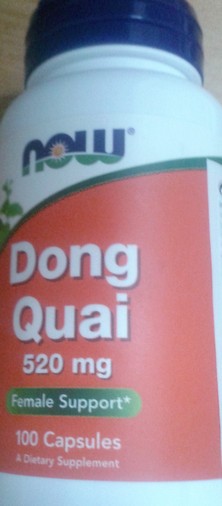 now®
Dong
Quai
520 mg
Female Support*
100 Capsules
A Dietary Supplement